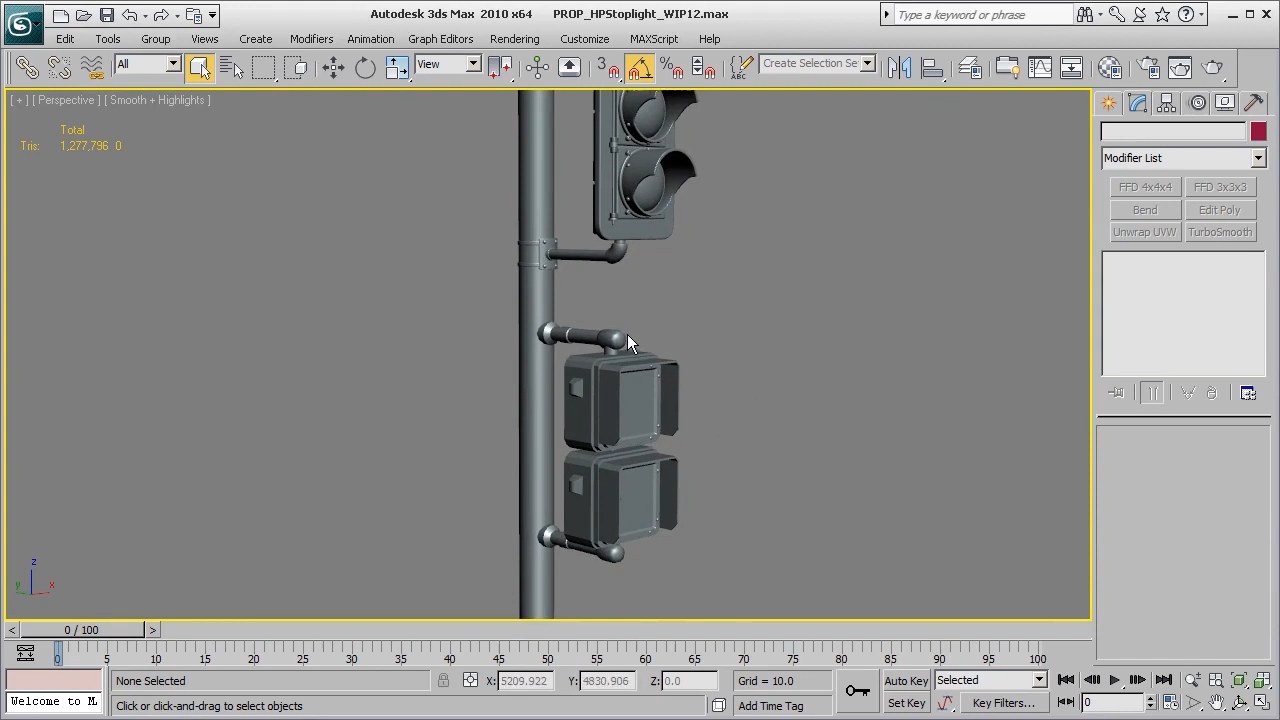 Autodesk 3ds Max 2010 x64 PROP_HPStoplight_WIP12.max
Type a keyword or phrase
Edit Tools Group Views Create Modifiers Animation Graph Editors Rendering Customize MAXScript Help
All View 3 % ABC Create Selection Se
[ + ] [ Perspective ] [ Smooth + Highlights ]
Total
Tris: 1,277,796 0
Modifier List
FFD 4x4x4 FFD 3x3x3
Bend Edit Poly
Unwrap UVW TurboSmooth
z
y x
< 0 / 100 >
0 5 10 15 20 25 30 35 40 45 50 55 60 65 70 75 80 85 90 95 100
None Selected X: 5209.922 Y: 4830.906 Z: 0.0 Grid = 10.0 Auto Key Selected
Welcome to M Click or click-and-drag to select objects Add Time Tag Set Key Key Filters... 0